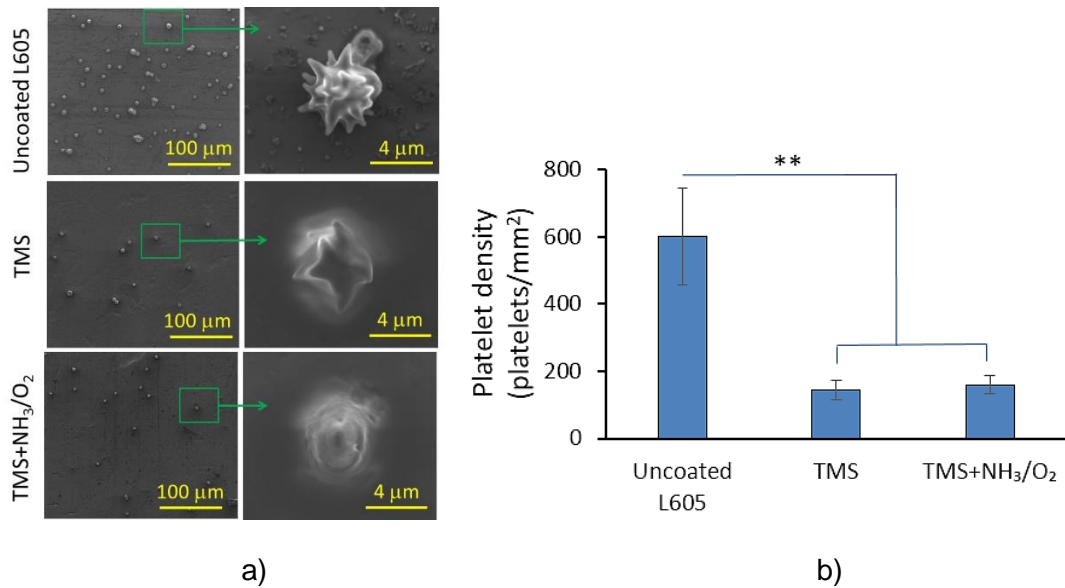 Uncoated L605
100 µm
4 µm
TMS
100 µm
4 µm
TMS+NH₃/O₂
100 µm
4 µm
a)
Platelet density
(platelets/mm²)
800
600
400
200
0
**
Uncoated
L605
TMS
TMS+NH₃/O₂
b)